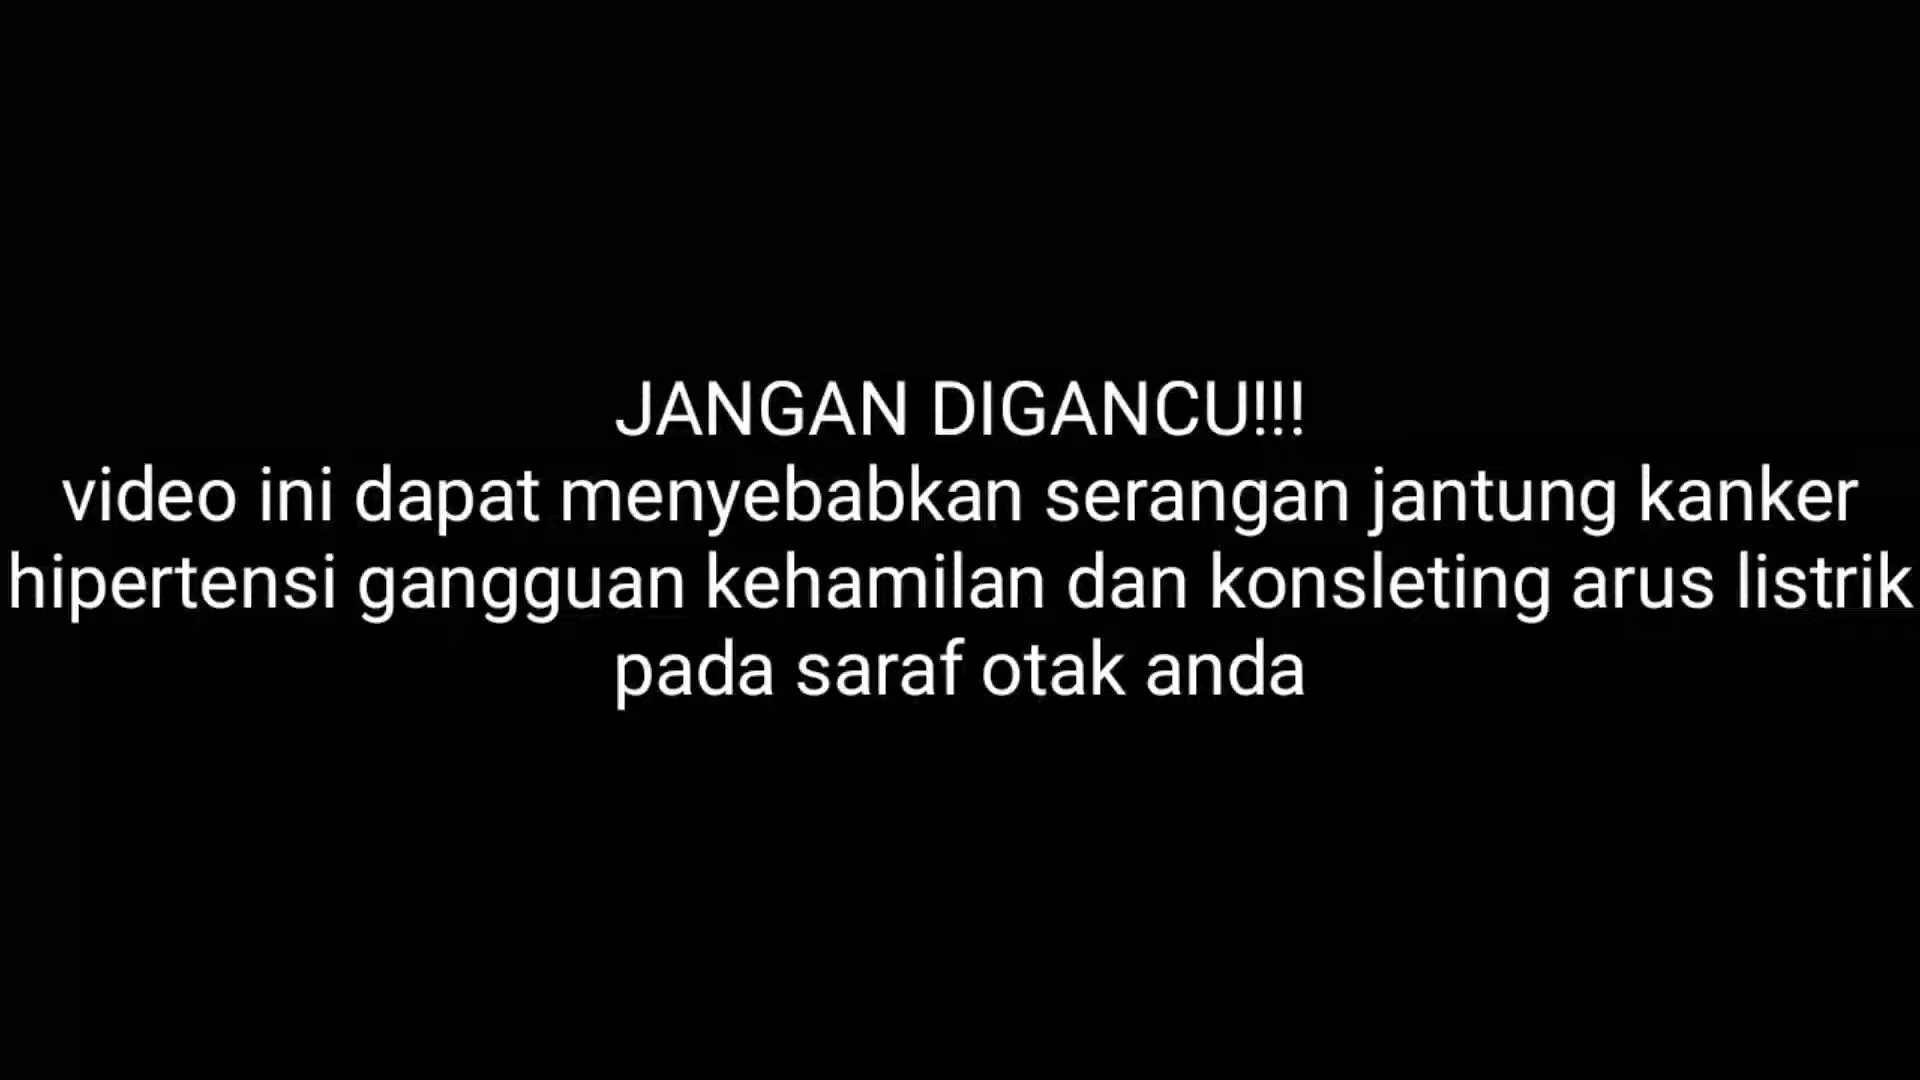 JANGAN DIGANCU!!!
video ini dapat menyebabkan serangan jantung kanker
hipertensi gangguan kehamilan dan konsleting arus listrik
pada saraf otak anda